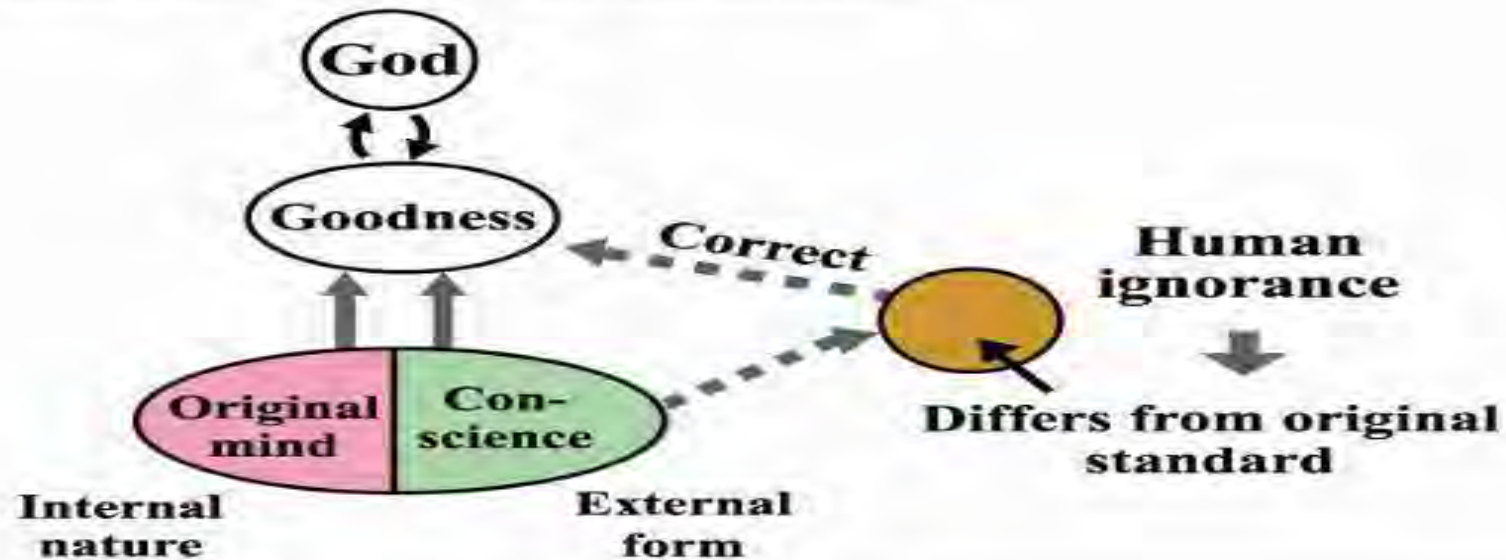 God
Goodness
Correct
Human
ignorance
Original
mind
Con-
science
Differs from original
standard
Internal
nature
External
form